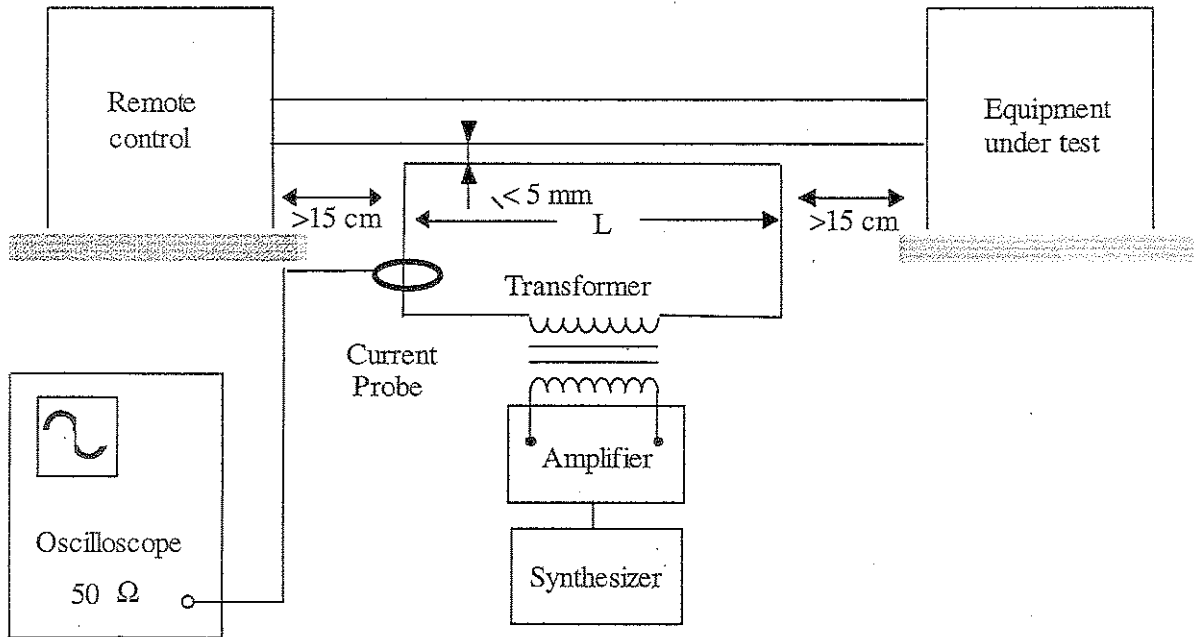 Remote
control
Equipment
under test
< 5 mm
>15 cm
L
>15 cm
Transformer
Current
Probe
Amplifier
Oscilloscope
50 Ω
Synthesizer